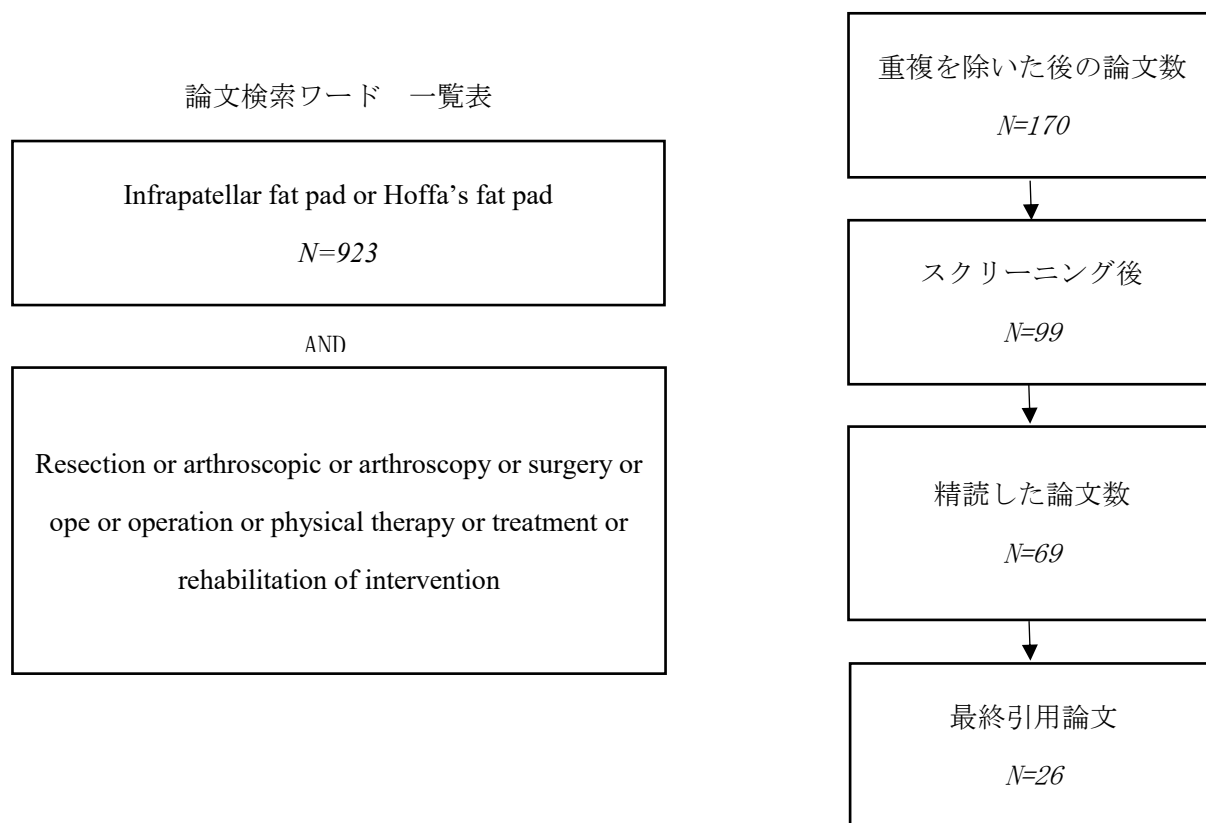 論文検索ワード 一覧表
Infrapatellar fat pad or Hoffa’s fat pad
N=923
AND
Resection or arthroscopic or arthroscopy or surgery or
ope or operation or physical therapy or treatment or
rehabilitation of intervention
重複を除いた後の論文数
N=170
スクリーニング後
N=99
精読した論文数
N=69
最終引用論文
N=26